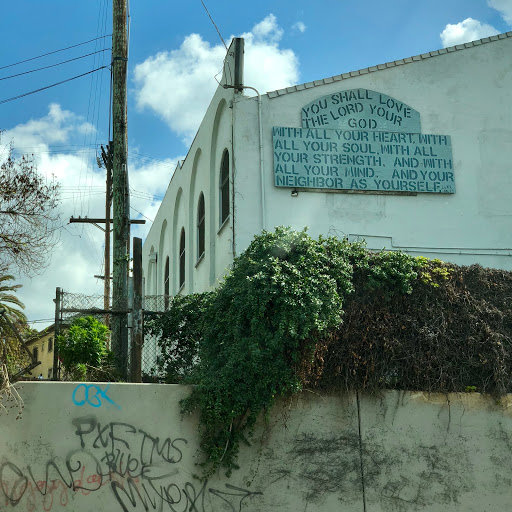 YOU SHALL LOVE
THE LORD YOUR
GOD
WITH ALL YOUR HEART, WITH
ALL YOUR SOUL, WITH ALL
YOUR STRENGTH, AND WITH
ALL YOUR MIND, AND YOUR
NEIGHBOR AS YOURSELF...